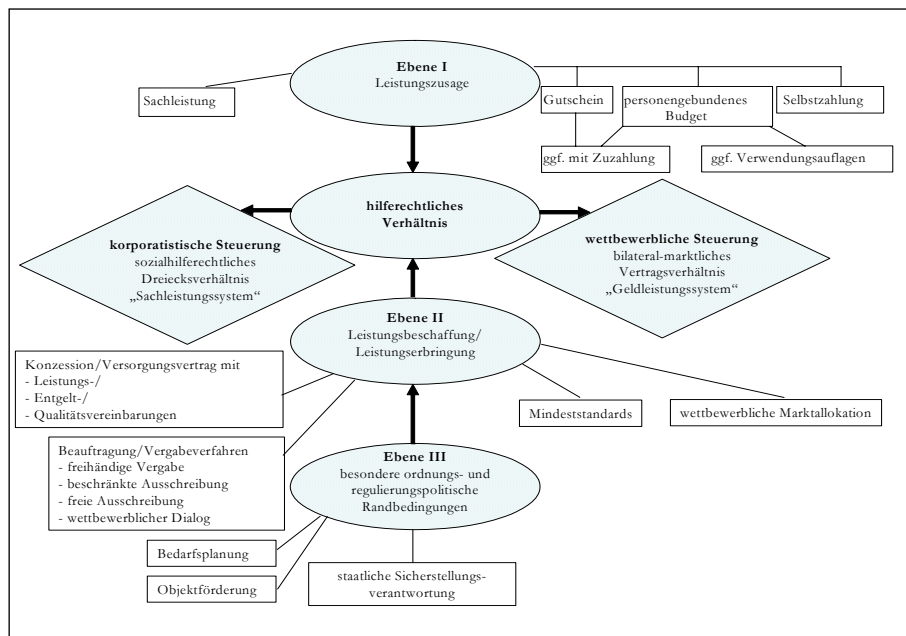 Ebene I
Leistungszusage
Sachleistung
Gutschein
personengebundenes
Budget
Selbstzahlung
ggf. mit Zuzahlung
ggf. Verwendungsauflagen
hilferechtliches
Verhältnis
korporatistische Steuerung
sozialhilferechtliches
Dreiecksverhältnis
„Sachleistungssystem“
wettbewerbliche Steuerung
bilateral-marktliches
Vertragsverhältnis
„Geldleistungssystem“
Ebene II
Leistungsbeschaffung/
Leistungserbringung
Konzession/Versorgungsvertrag mit
- Leistungs-/
- Entgelt-/
- Qualitätsvereinbarungen
Mindeststandards
wettbewerbliche Marktallokation
Beauftragung/Vergabeverfahren
- freihändige Vergabe
- beschränkte Ausschreibung
- freie Ausschreibung
- wettbewerblicher Dialog
Ebene III
besondere ordnungs- und
regulierungspolitische
Randbedingungen
Bedarfsplanung
Objektförderung
staatliche Sicherstellungs-
verantwortung